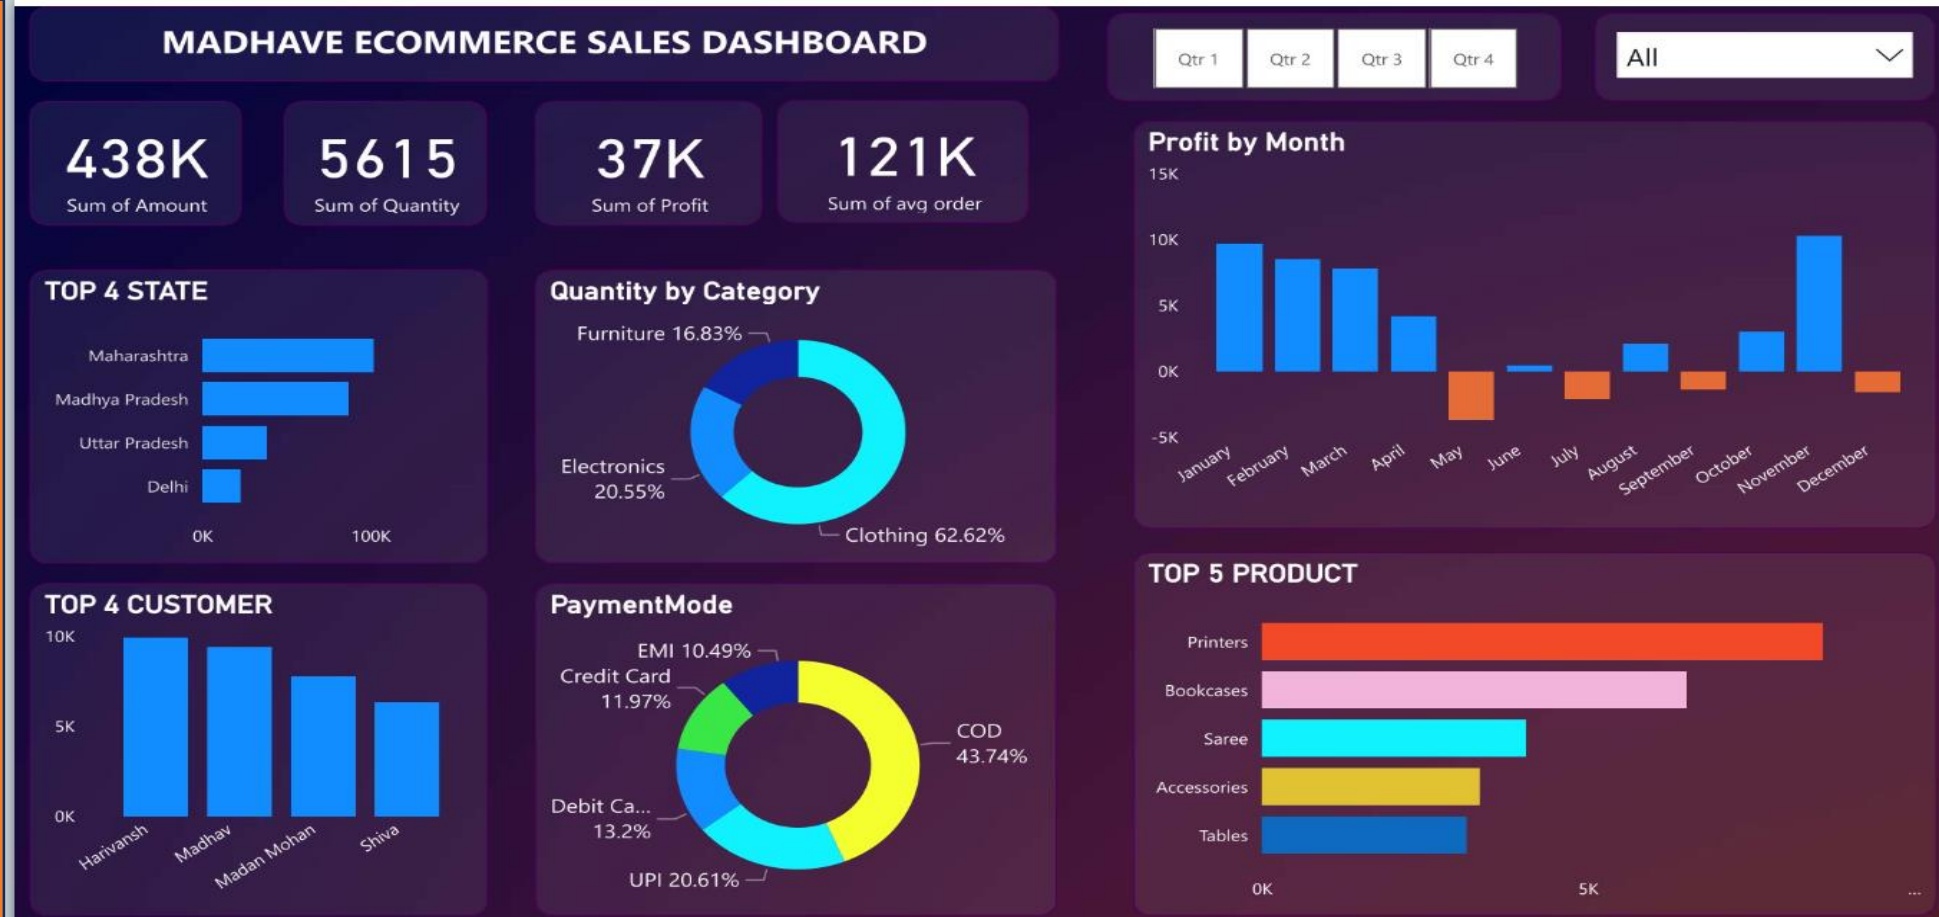 MADHAVE ECOMMERCE SALES DASHBOARD
Qtr 1
Qtr 2
Qtr 3
Qtr 4
All
438K
Sum of Amount
5615
Sum of Quantity
37K
Sum of Profit
121K
Sum of avg order
Profit by Month
15K
10K
5K
0K
-5K
January
February
March
April
May
June
July
August
September
October
November
December
TOP 4 STATE
Maharashtra
Madhya Pradesh
Uttar Pradesh
Delhi
0K
100K
Quantity by Category
Furniture 16.83%
Electronics
20.55%
Clothing 62.62%
TOP 4 CUSTOMER
10K
5K
0K
Harivansh
Madhav
Madan Mohan
Shiva
PaymentMode
EMI 10.49%
Credit Card
11.97%
COD
43.74%
Debit Ca...
13.2%
UPI 20.61%
TOP 5 PRODUCT
Printers
Bookcases
Saree
Accessories
Tables
0K
5K
...